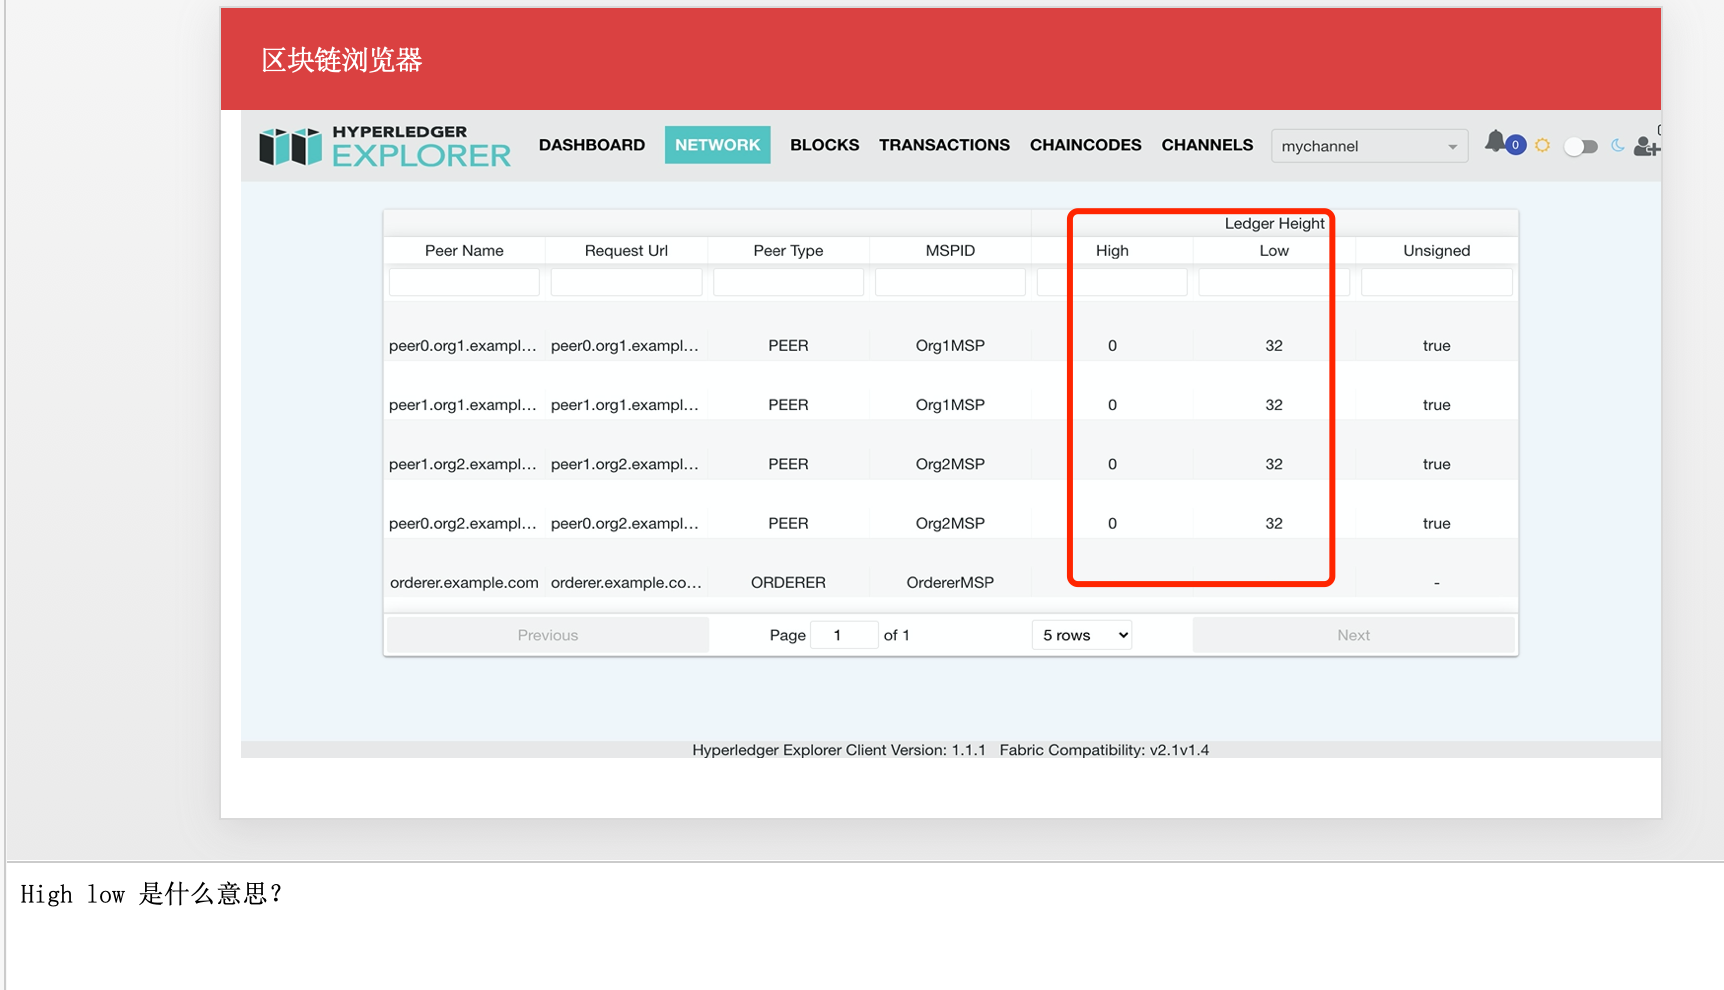 区块链浏览器
HYPERLEDGER
EXPLORER
DASHBOARD NETWORK BLOCKS TRANSACTIONS CHAINCODES CHANNELS mychannel 0
Ledger Height
Peer Name Request Url Peer Type MSPID High Low Unsigned
peer0.org1.exampl... peer0.org1.exampl... PEER Org1MSP 0 32 true
peer1.org1.exampl... peer1.org1.exampl... PEER Org1MSP 0 32 true
peer1.org2.exampl... peer1.org2.exampl... PEER Org2MSP 0 32 true
peer0.org2.exampl... peer0.org2.exampl... PEER Org2MSP 0 32 true
orderer.example.com orderer.example.co... ORDERER OrdererMSP -
Previous Page 1 of 1 5 rows Next
Hyperledger Explorer Client Version: 1.1.1 Fabric Compatibility: v2.1v1.4
High low 是什么意思?